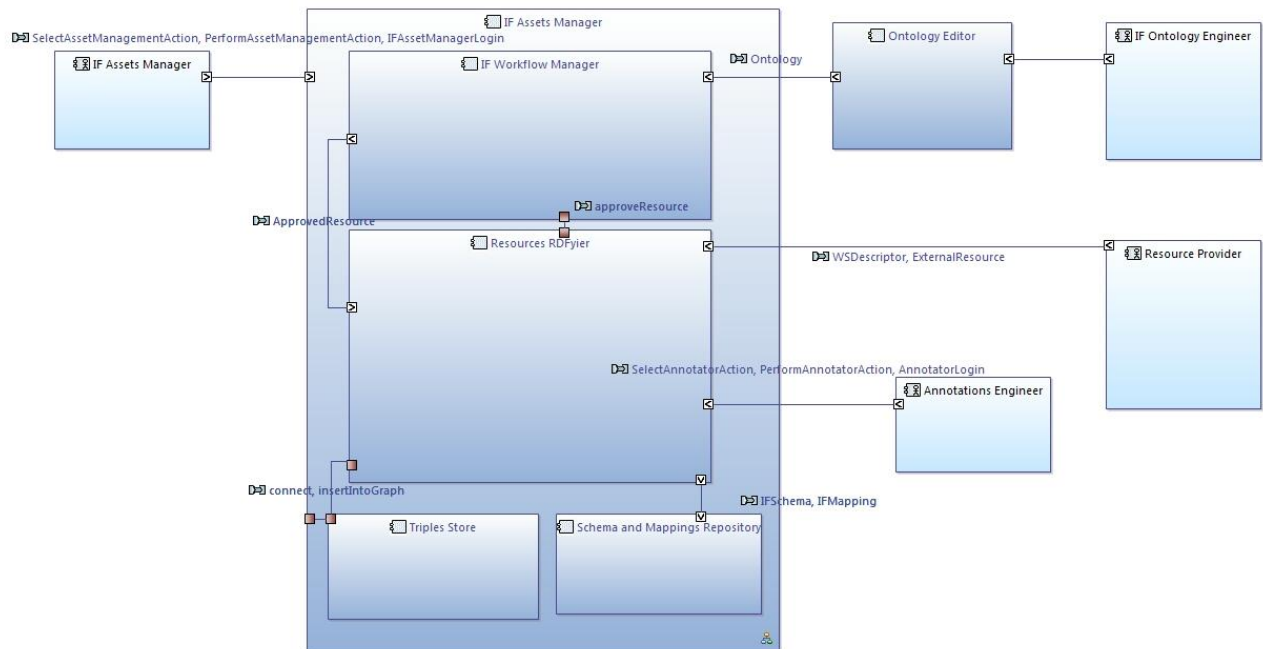 IF Assets Manager
SelectAssetManagementAction, PerformAssetManagementAction, IFAssetManagerLogin
IF Assets Manager
IF Workflow Manager
Ontology
Ontology Editor
IF Ontology Engineer
approveResource
ApprovedResource
Resources RDFyier
WSDescriptor, ExternalResource
Resource Provider
SelectAnnotatorAction, PerformAnnotatorAction, AnnotatorLogin
Annotations Engineer
connect, insertIntoGraph
IFSchema, IFMapping
Triples Store
Schema and Mappings Repository